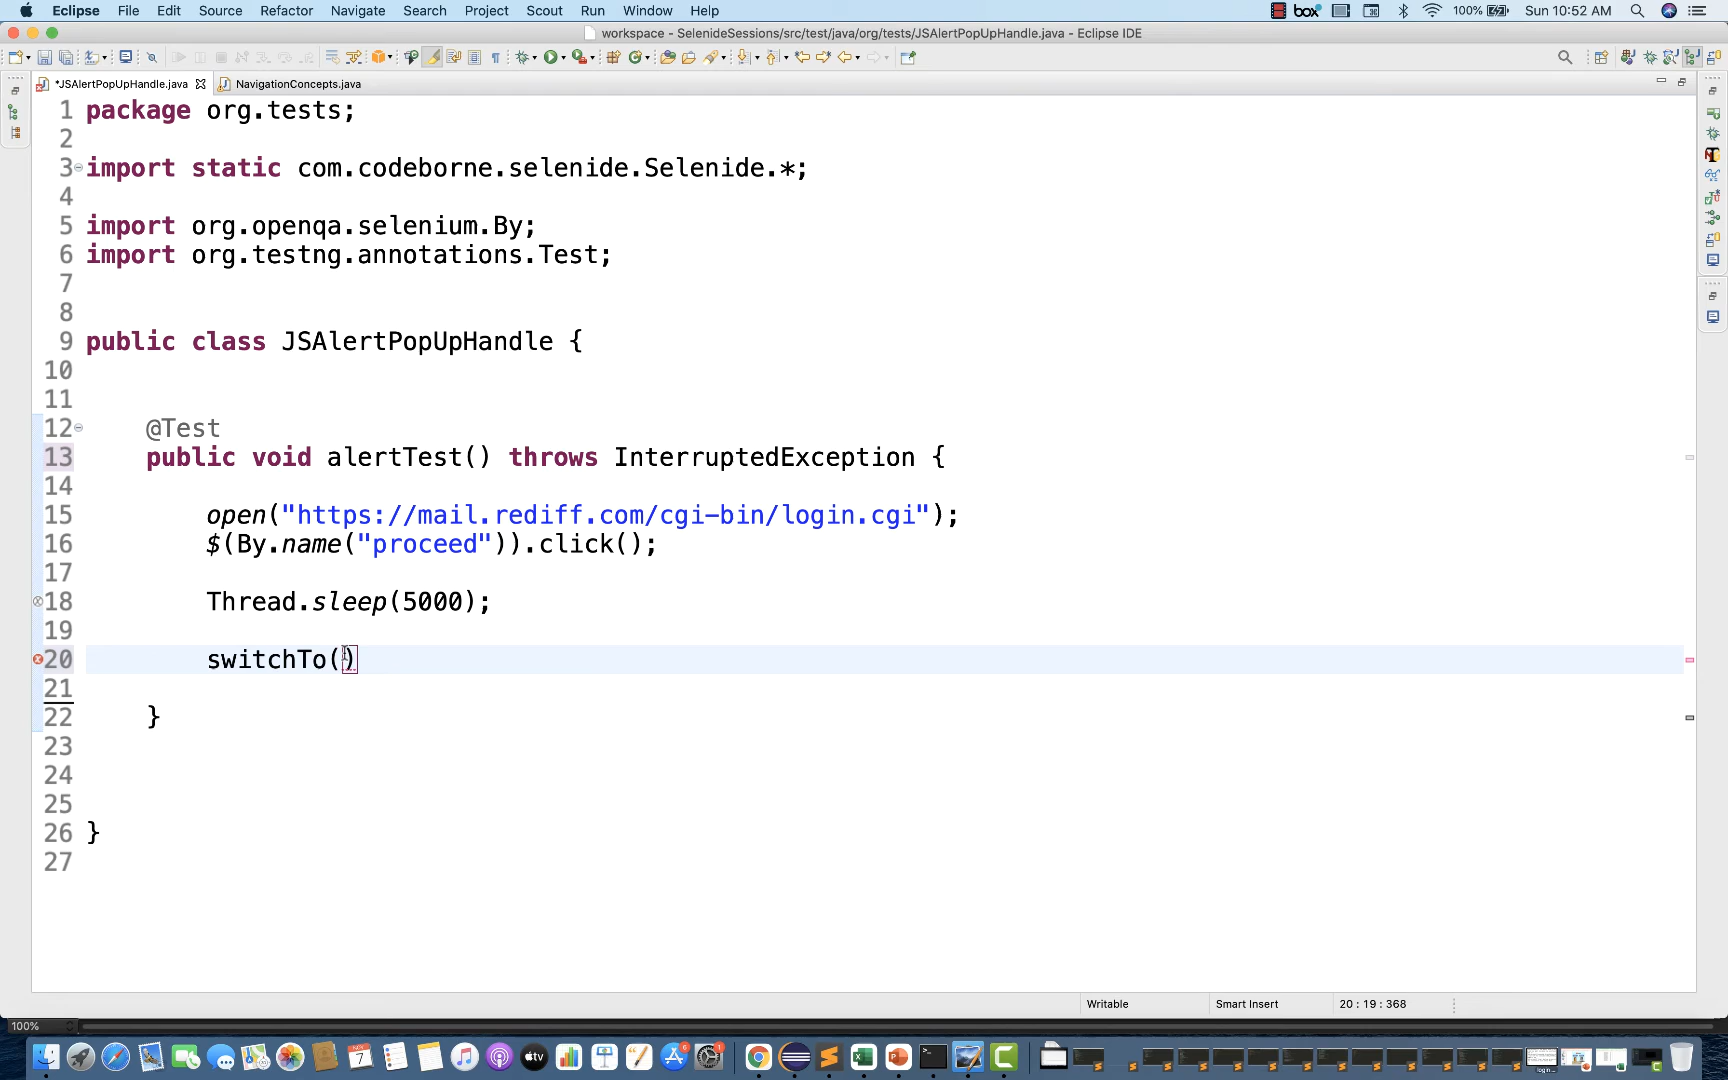 Eclipse File Edit Source Refactor Navigate Search Project Scout Run Window Help box 100% Sun 10:52 AM
workspace - SelenideSessions/src/test/java/org/tests/JSAlertPopUpHandle.java - Eclipse IDE
*JSAlertPopUpHandle.java NavigationConcepts.java
1 package org.tests;
2
3 import static com.codeborne.selenide.Selenide.*;
4
5 import org.openqa.selenium.By;
6 import org.testng.annotations.Test;
7
8
9 public class JSAlertPopUpHandle {
10
11
12 @Test
13 public void alertTest() throws InterruptedException {
14
15 open("https://mail.rediff.com/cgi-bin/login.cgi");
16 $(By.name("proceed")).click();
17
18 Thread.sleep(5000);
19
20 switchTo()
21
22 }
23
24
25
26 }
27
Writable Smart Insert 20 : 19 : 368
100%
NOV
7
tv